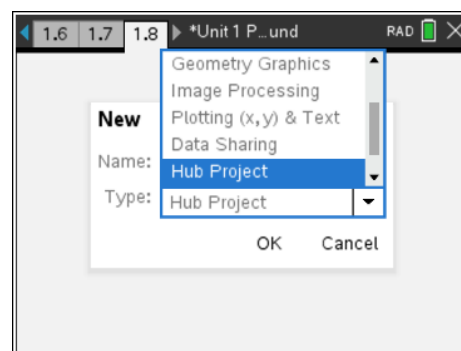 1.6 1.7 1.8 *Unit 1 P...und RAD
Geometry Graphics
Image Processing
New Plotting (x,y) & Text
Data Sharing
Name: Hub Project
Type: Hub Project
OK Cancel